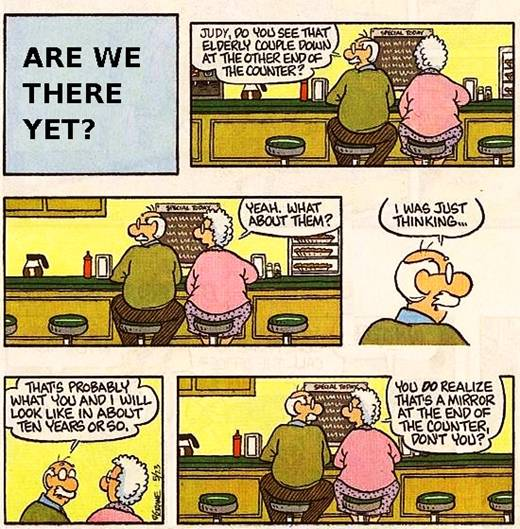 ARE WE
THERE
YET?
JUDY, DO YOU SEE THAT
ELDERLY COUPLE DOWN
AT THE OTHER END OF
THE COUNTER?
SPECIAL TODAY
SPECIAL TODAY
YEAH. WHAT
ABOUT THEM?
I WAS JUST
THINKING...
THAT'S PROBABLY
WHAT YOU AND I WILL
LOOK LIKE IN ABOUT
TEN YEARS OR SO.
5/23
SPECIAL TODAY
YOU DO REALIZE
THAT'S A MIRROR
AT THE END OF
THE COUNTER,
DON'T YOU?